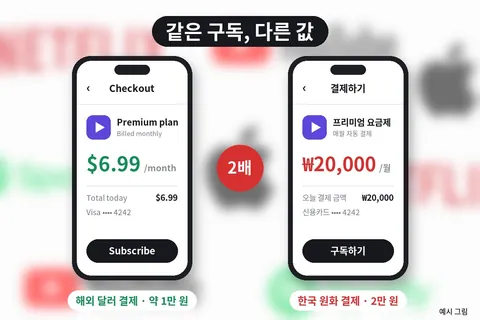 같은 구독, 다른 값
‹ Checkout
Premium plan
Billed monthly
$6.99 /month
Total today $6.99
Visa •••• 4242
Subscribe
해외 달러 결제 · 약 1만 원
2배
‹ 결제하기
프리미엄 요금제
매월 자동 결제
₩20,000 /월
오늘 결제 금액 ₩20,000
신용카드 •••• 4242
구독하기
한국 원화 결제 · 2만 원
예시 그림